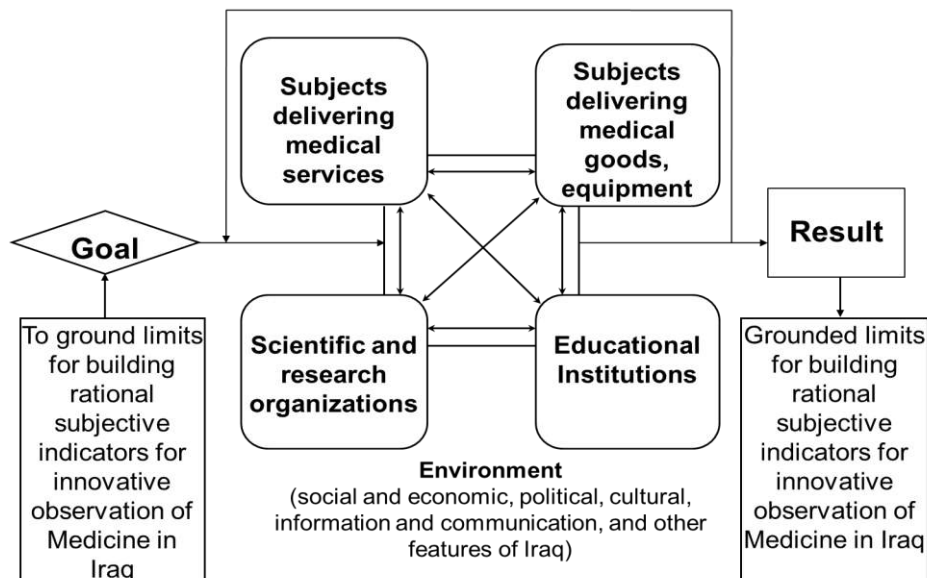 Subjects
delivering
medical
services
Subjects
delivering
medical
goods,
equipment
Goal
Result
To ground limits
for building
rational
subjective
indicators for
innovative
observation of
Medicine in
Iraq
Scientific and
research
organizations
Educational
Institutions
Grounded limits
for building
rational
subjective
indicators for
innovative
observation of
Medicine in Iraq
Environment
(social and economic, political, cultural,
information and communication, and other
features of Iraq)